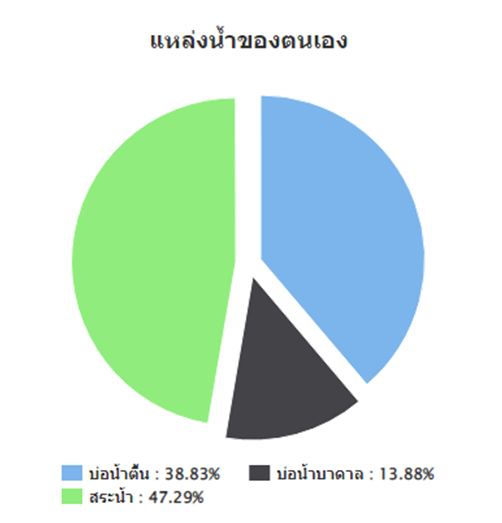 แหล่งน้ำของตนเอง
บ่อน้ำตื้น : 38.83% บ่อน้ำบาดาล : 13.88%
สระน้ำ : 47.29%